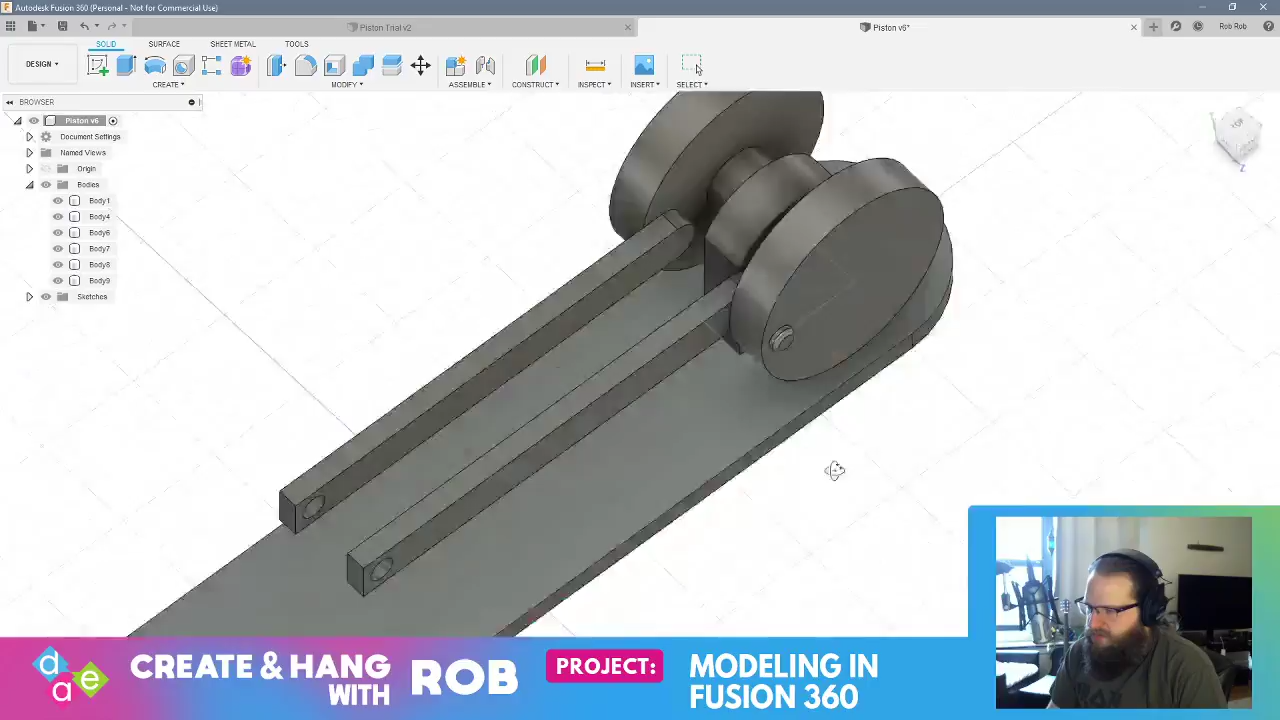 Autodesk Fusion 360 (Personal - Not for Commercial Use)
Piston Trial v2
Piston v6*
Rob Rob
SOLID
SURFACE
SHEET METAL
TOOLS
DESIGN
CREATE
MODIFY
ASSEMBLE
CONSTRUCT
INSPECT
INSERT
SELECT
BROWSER
Piston v6
Document Settings
Named Views
Origin
Bodies
Body1
Body4
Body6
Body7
Body8
Body9
Sketches
TOP
Z
d
a
e
CREATE & HANG
WITH
ROB
PROJECT:
MODELING IN
FUSION 360